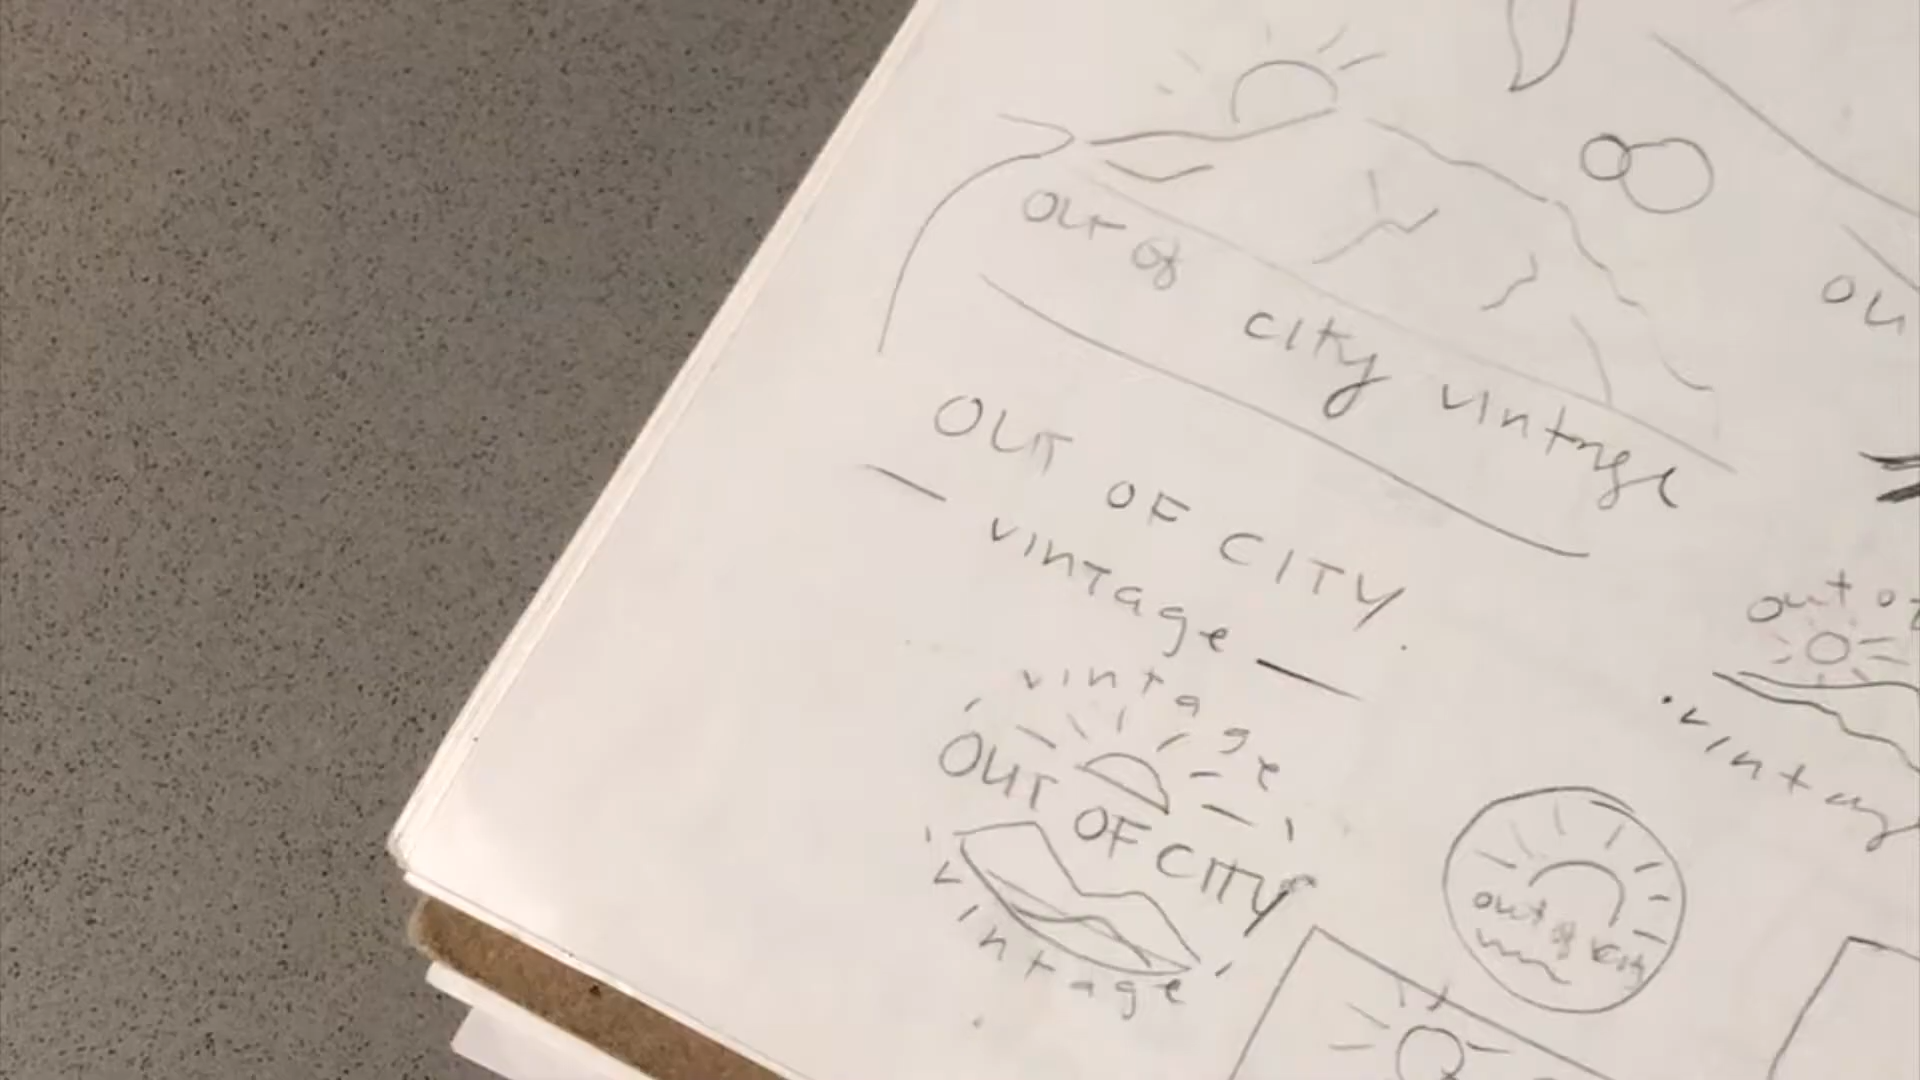 out of city vintage
ou
OUT OF CITY
vintage
vintage
OUT OF CITY
vintage
out of
vintag
out of city